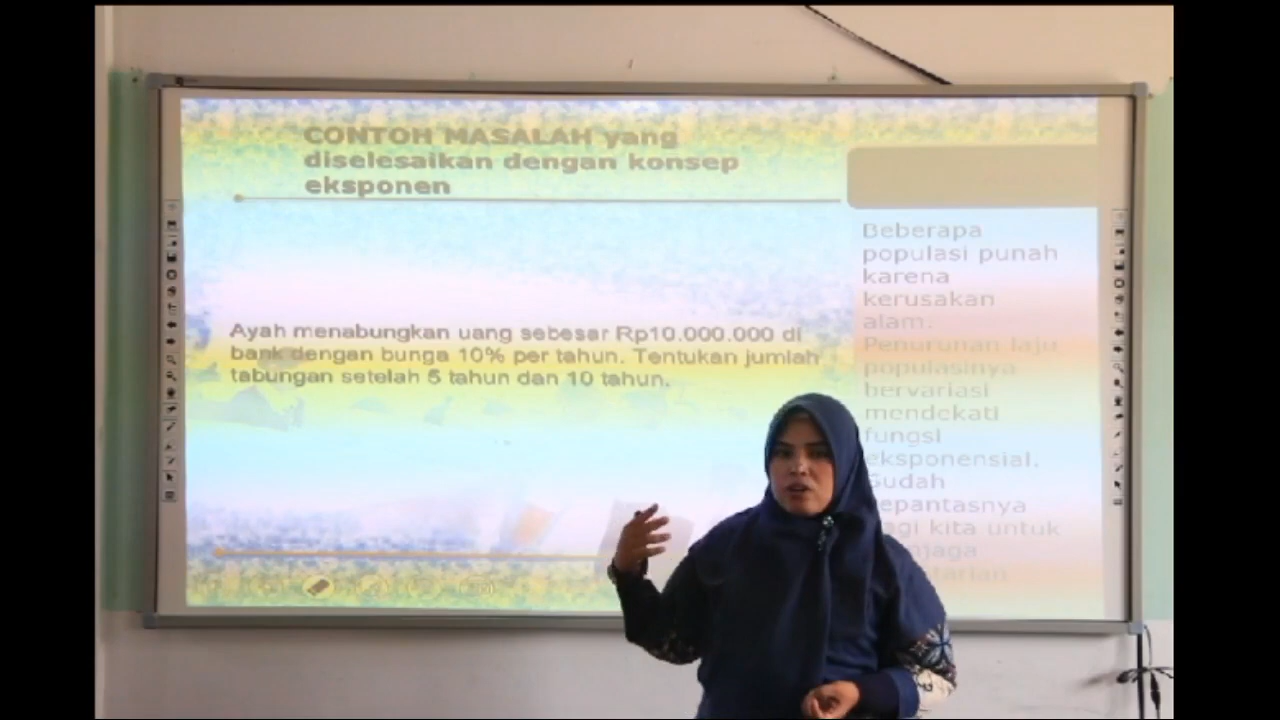 CONTOH MASALAH yang
diselesaikan dengan konsep
eksponen
Ayah menabungkan uang sebesar Rp10.000.000 di
bank dengan bunga 10% per tahun. Tentukan jumlah
tabungan setelah 5 tahun dan 10 tahun.
Beberapa
populasi punah
karena
kerusakan
alam.
Penurunan laju
populasinya
bervariasi
mendekati
fungsi
eksponensial.
Sudah
kita untuk